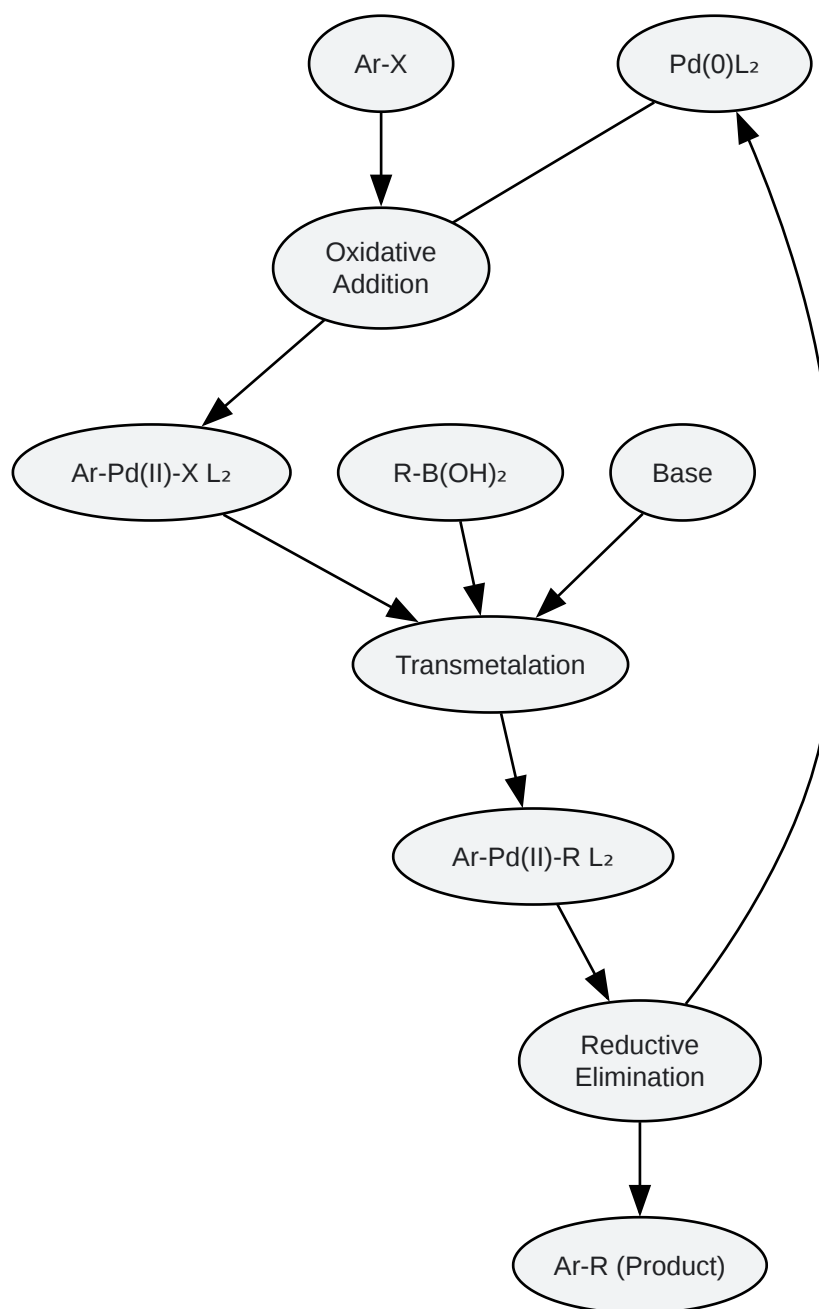 Ar-X
Pd(0)L₂
Oxidative
Addition
Ar-Pd(II)-X L₂
R-B(OH)₂
Base
Transmetalation
Ar-Pd(II)-R L₂
Reductive
Elimination
Ar-R (Product)